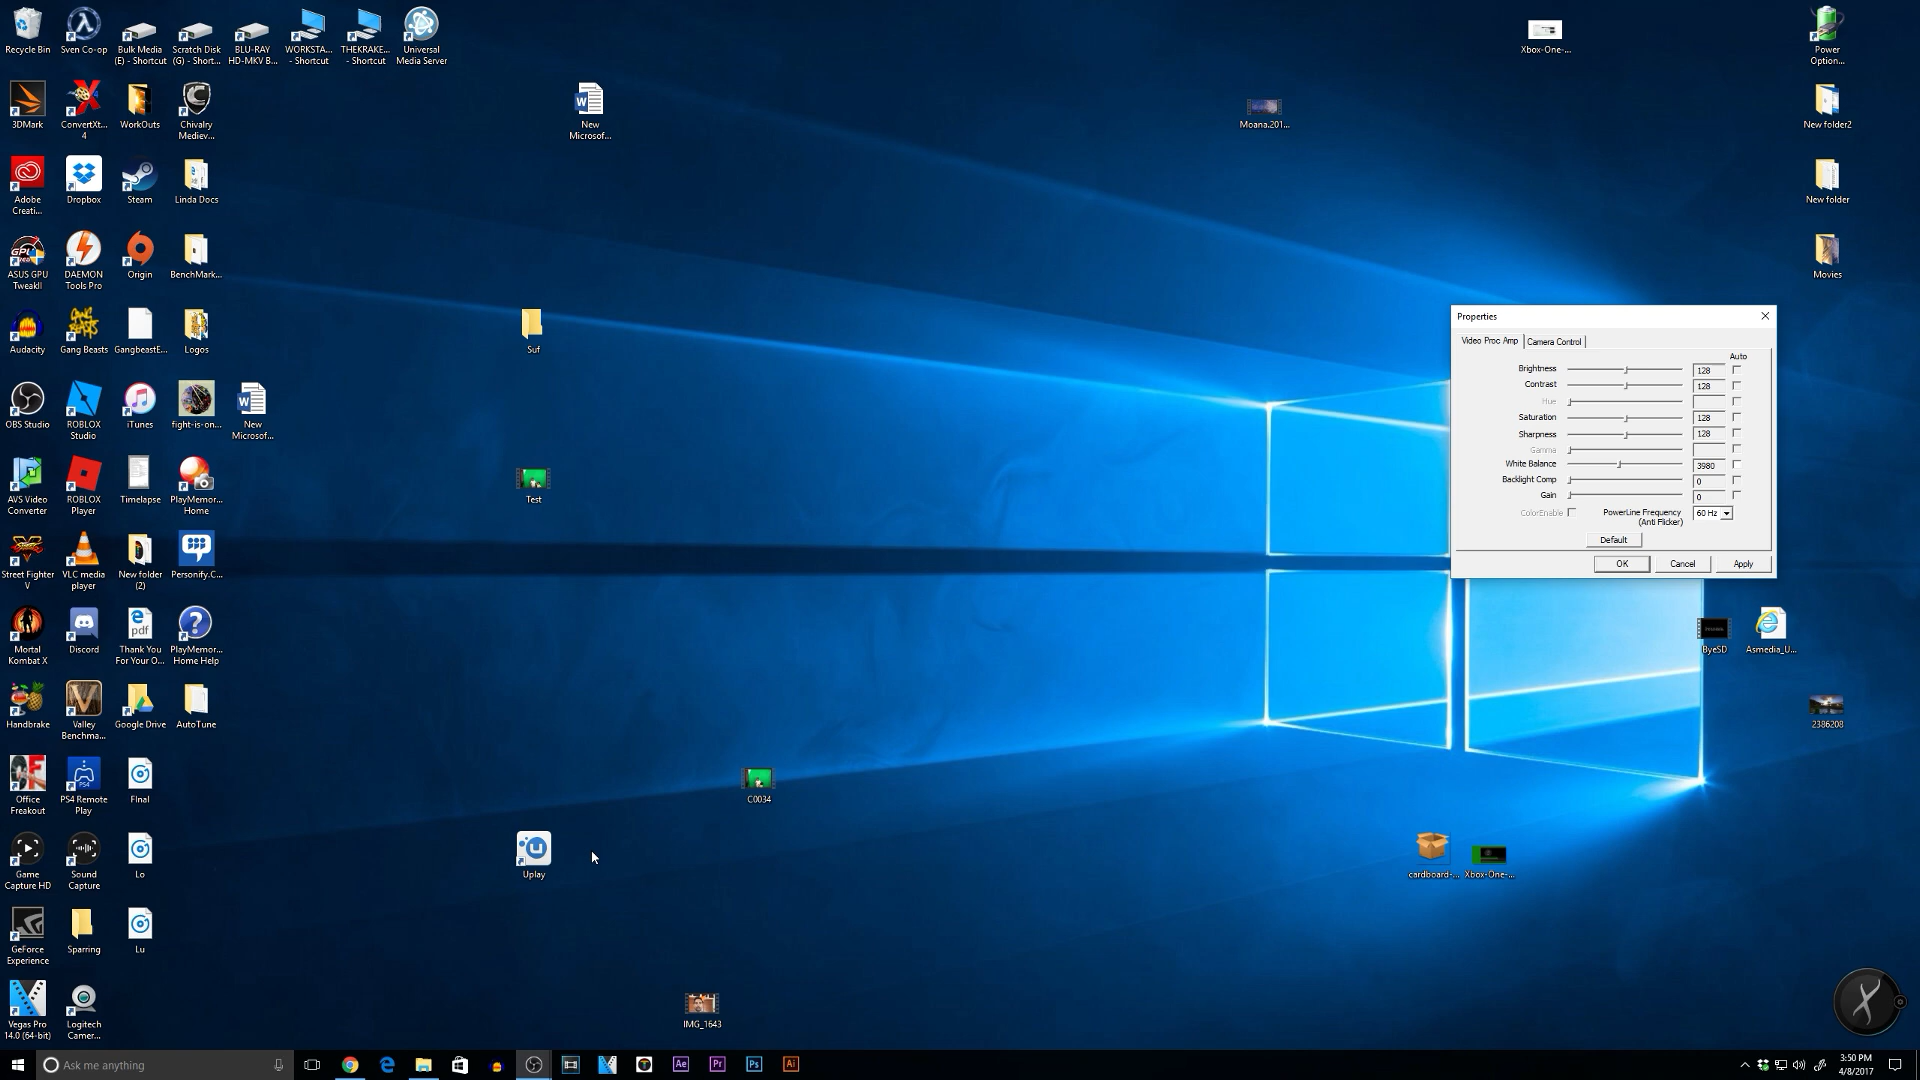 Recycle Bin
Sven Co-op
Bulk Media
(E) - Shortcut
Scratch Disk
(G) - Short...
BLU-RAY
HD-MKV B...
WORKSTA...
- Shortcut
THEKRAKE...
- Shortcut
Universal
Media Server
Xbox-One-...
Power
Option...
3DMark
ConvertXt...
4
WorkOuts
Chivalry
Mediev...
New
Microsof...
Moana.201...
New folder2
Adobe
Creati...
Dropbox
Steam
Linda Docs
New folder
ASUS GPU
TweakII
DAEMON
Tools Pro
Origin
BenchMark...
Movies
Audacity
Gang Beasts
GangbeastE...
Logos
Suf
OBS Studio
ROBLOX
Studio
iTunes
fight-is-on...
New
Microsof...
AVS Video
Converter
ROBLOX
Player
Timelapse
PlayMemor...
Home
Test
Street Fighter
V
VLC media
player
New folder
(2)
Personify.C...
Mortal
Kombat X
Discord
Thank You
For Your O...
PlayMemor...
Home Help
Handbrake
Valley
Benchma...
Google Drive
AutoTune
Office
Freakout
PS4 Remote
Play
FInal
C0034
Game
Capture HD
Sound
Capture
Lo
Uplay
GeForce
Experience
Sparring
Lu
Vegas Pro
14.0 (64-bit)
Logitech
Camer...
IMG_1643
Properties
Video Proc Amp
Camera Control
Auto
Brightness 128
Contrast 128
Hue
Saturation 128
Sharpness 128
Gamma
White Balance 3980
Backlight Comp 0
Gain 0
ColorEnable
PowerLine Frequency
(Anti Flicker)
60 Hz
Default
OK
Cancel
Apply
ByeSD
Asmedia_U...
2386208
cardboard-...
Xbox-One-...
Ask me anything
Ae
Pr
Ps
Ai
3:50 PM
4/8/2017